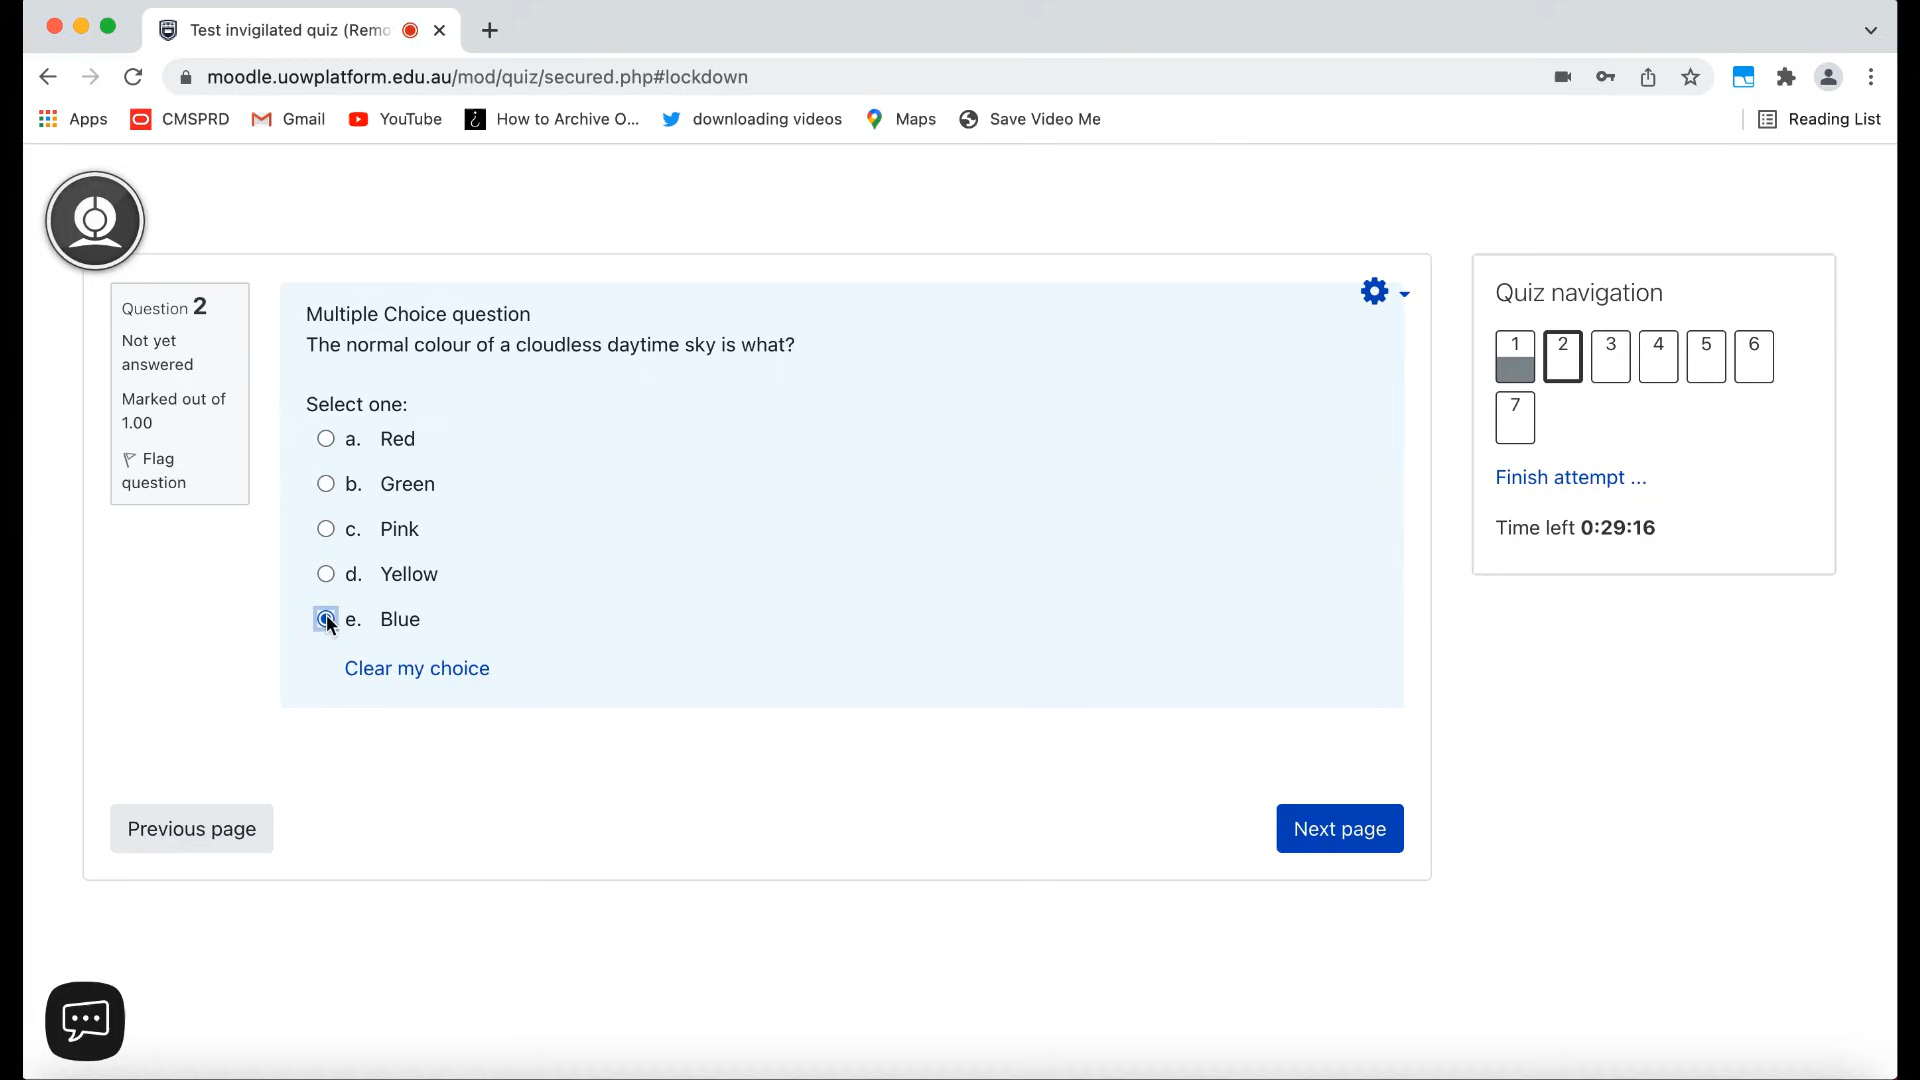 Test invigilated quiz (Remo
moodle.uowplatform.edu.au/mod/quiz/secured.php#lockdown
Apps CMSPRD Gmail YouTube How to Archive O... downloading videos Maps Save Video Me Reading List
Question 2
Not yet
answered
Marked out of
1.00
Flag
question
Multiple Choice question
The normal colour of a cloudless daytime sky is what?
Select one:
a. Red
b. Green
c. Pink
d. Yellow
e. Blue
Clear my choice
Previous page
Next page
Quiz navigation
1 2 3 4 5 6
7
Finish attempt ...
Time left 0:29:16